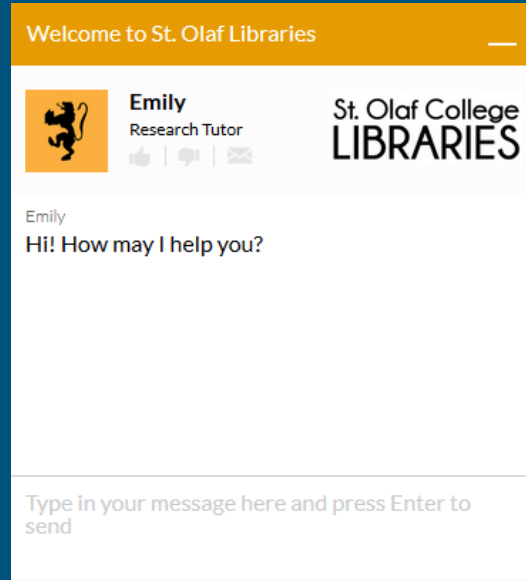 Welcome to St. Olaf Libraries
Emily
Research Tutor
St. Olaf College
LIBRARIES
Emily
Hi! How may I help you?
Type in your message here and press Enter to
send